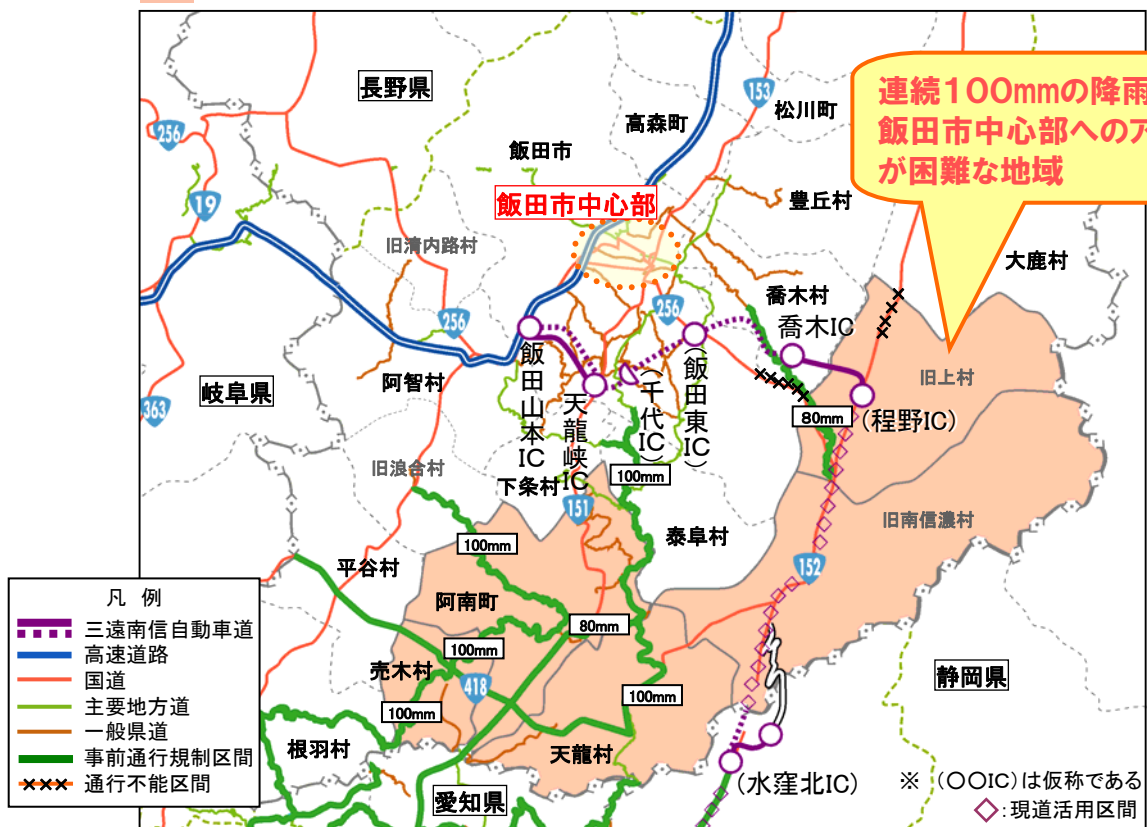 長野県
256
19
363
岐阜県
旧清内路村
256
阿智村
旧浪合村
平谷村
根羽村
飯田市
飯田市中心部
高森町
153
松川町
豊丘村
大鹿村
連続100mmの降雨
飯田市中心部へのア
が困難な地域
喬木村
喬木IC
256
飯田山本IC
天龍峡IC
(千代IC)
(飯田東IC)
(程野IC)
80mm
旧上村
旧南信濃村
下条村
100mm
151
泰阜村
152
100mm
阿南町
80mm
100mm
売木村
418
100mm
100mm
天龍村
愛知県
静岡県
(水窪北IC)
凡 例
三遠南信自動車道
高速道路
国道
主要地方道
一般県道
事前通行規制区間
通行不能区間
※ (○○IC)は仮称である
◇:現道活用区間